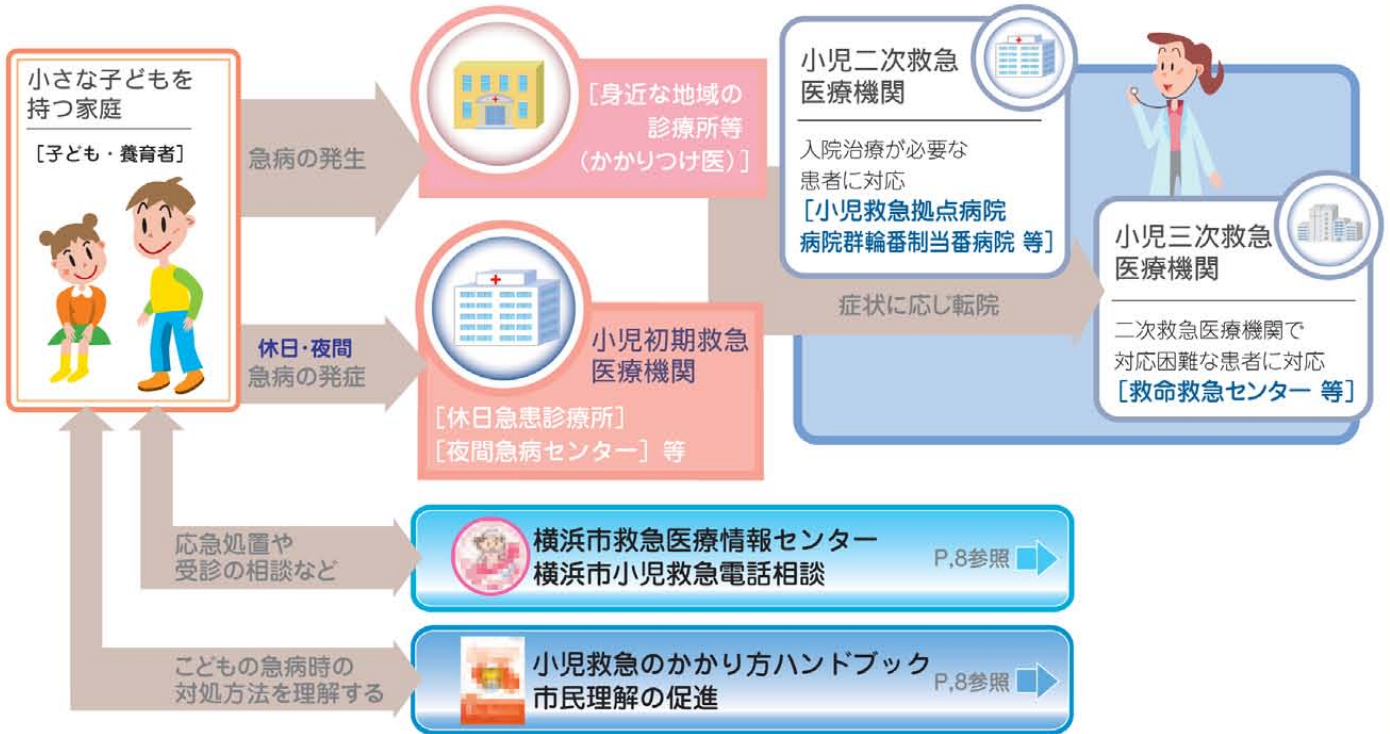 小さな子どもを
持つ家庭
[子ども・養育者]
急病の発生
[身近な地域の
診療所等
(かかりつけ医)]
休日・夜間
急病の発症
小児初期救急
医療機関
[休日急患診療所]
[夜間急病センター] 等
小児二次救急
医療機関
入院治療が必要な
患者に対応
[小児救急拠点病院
病院群輪番制当番病院 等]
症状に応じ転院
小児三次救急
医療機関
二次救急医療機関で
対応困難な患者に対応
[救命救急センター 等]
応急処置や
受診の相談など
横浜市救急医療情報センター
横浜市小児救急電話相談
P,8参照
こどもの急病時の
対処方法を理解する
小児救急のかかり方ハンドブック
市民理解の促進
P,8参照